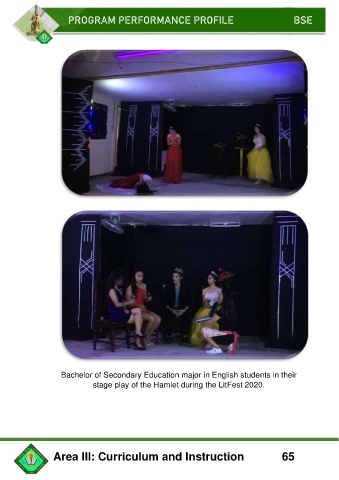 PROGRAM PERFORMANCE PROFILE BSE
Bachelor of Secondary Education major in English students in their
stage play of the Hamlet during the LitFest 2020.
Area III: Curriculum and Instruction 65